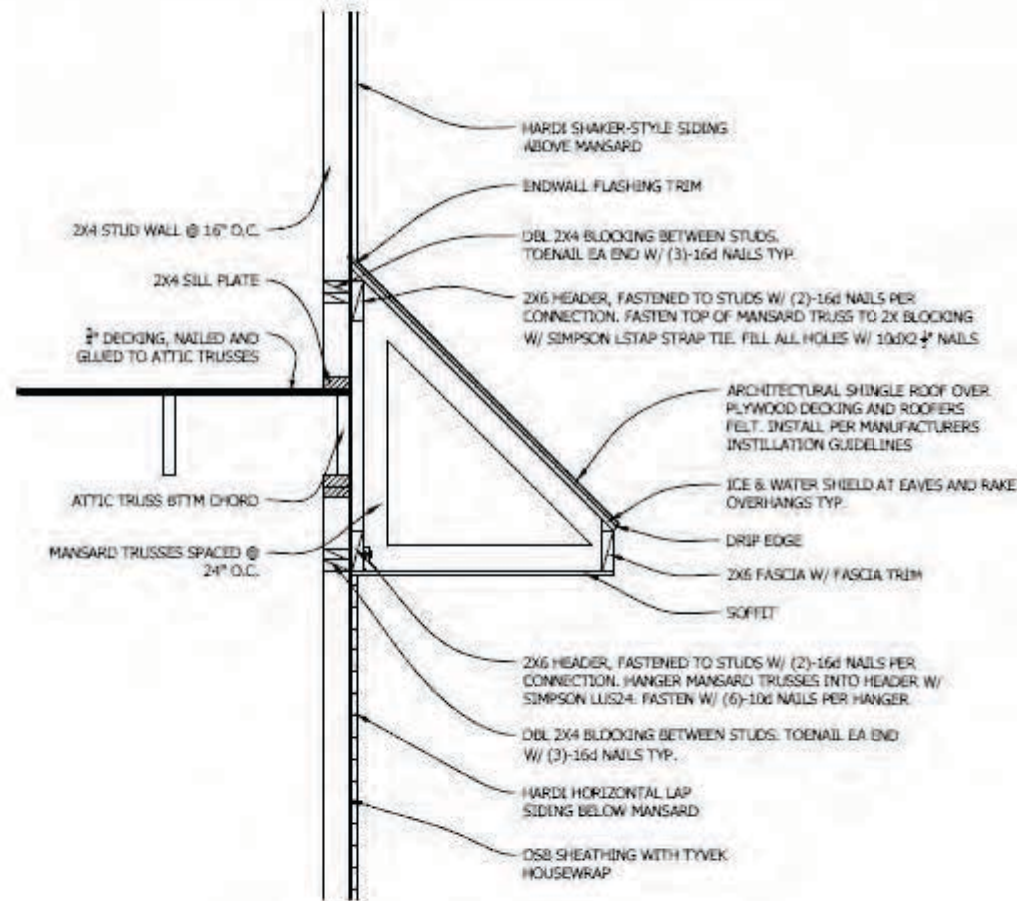 HARDI SHAKER-STYLE SIDING
ABOVE MANSARD
ENDWALL FLASHING TRIM
DBL 2X4 BLOCKING BETWEEN STUDS.
TOENAIL EA END W/ (3)-16d NAILS TYP.
2X6 HEADER, FASTENED TO STUDS W/ (2)-16d NAILS PER
CONNECTION. FASTEN TOP OF MANSARD TRUSS TO 2X BLOCKING
W/ SIMPSON LSTAP STRAP TIE. FILL ALL HOLES W/ 10dX2 ½" NAILS
ARCHITECTURAL SHINGLE ROOF OVER
PLYWOOD DECKING AND ROOFERS
FELT. INSTALL PER MANUFACTURERS
INSTILLATION GUIDELINES
ICE & WATER SHIELD AT EAVES AND RAKE
OVERHANGS TYP.
DRIP EDGE
2X6 FASCIA W/ FASCIA TRIM
SOFFIT
2X6 HEADER, FASTENED TO STUDS W/ (2)-16d NAILS PER
CONNECTION. HANGER MANSARD TRUSSES INTO HEADER W/
SIMPSON LUS24. FASTEN W/ (6)-10d NAILS PER HANGER.
DBL 2X4 BLOCKING BETWEEN STUDS. TOENAIL EA END
W/ (3)-16d NAILS TYP.
HARDI HORIZONTAL LAP
SIDING BELOW MANSARD
OSB SHEATHING WITH TYVEK
HOUSEWRAP
2X4 STUD WALL @ 16" O.C.
2X4 SILL PLATE
¾" DECKING, NAILED AND
GLUED TO ATTIC TRUSSES
ATTIC TRUSS BTTM CHORD
MANSARD TRUSSES SPACED @
24" O.C.